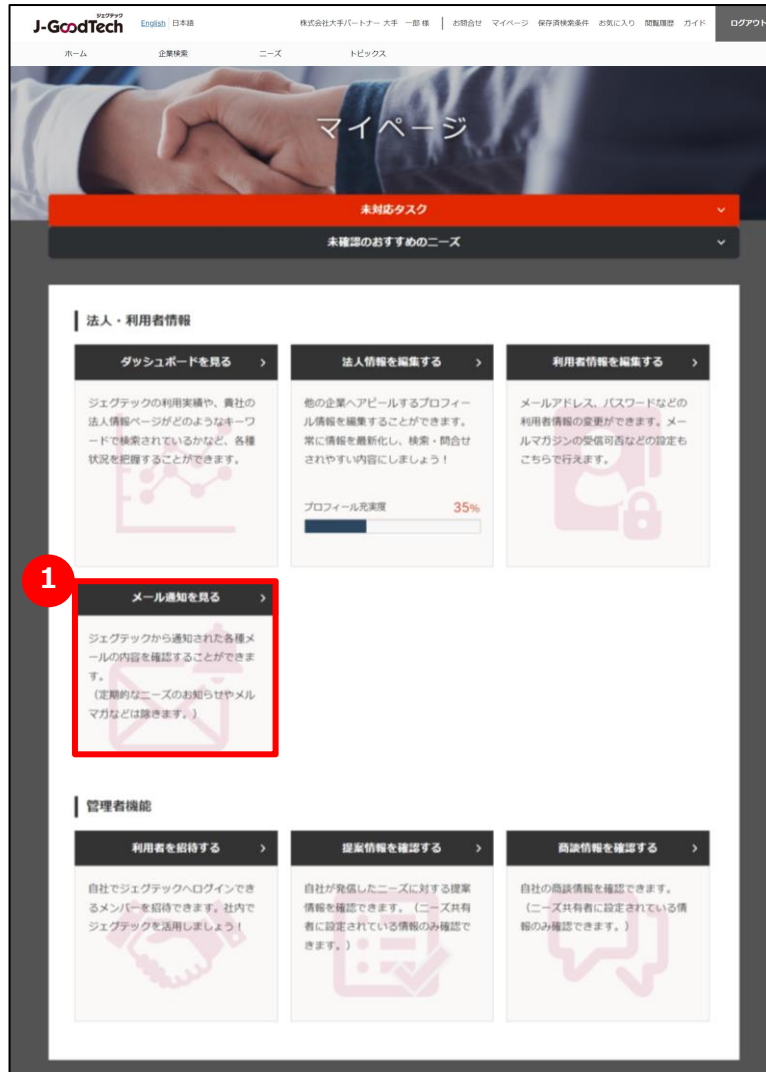 ジェグテック
J-GoodTech English 日本語 株式会社大手パートナー 大手 一郎 様 お問合せ マイページ 保存済検索条件 お気に入り 閲覧履歴 ガイド ログアウト
ホーム 企業検索 ニーズ トピックス
マイページ
未対応タスク
未確認のおすすめのニーズ
法人・利用者情報
ダッシュボードを見る 法人情報を編集する 利用者情報を編集する
ジェグテックの利用実績や、貴社の
法人情報ページがどのようなキーワ
ードで検索されているかなど、各種
状況を把握することができます。
他の企業へアピールするプロフィー
ル情報を編集することができます。
常に情報を最新化し、検索・問合せ
されやすい内容にしましょう！
プロフィール充実度 35%
メールアドレス、パスワードなどの
利用者情報の変更ができます。メー
ルマガジンの受信可否などの設定も
こちらで行えます。
1
メール通知を見る
ジェグテックから通知された各種メ
ールの内容を確認することができま
す。
（定期的なニーズのお知らせやメル
マガなどは除きます。）
管理者機能
利用者を招待する 提案情報を確認する 商談情報を確認する
自社でジェグテックへログインでき
るメンバーを招待できます。社内で
ジェグテックを活用しましょう！
自社が発信したニーズに対する提案
情報を確認できます。（ニーズ共有
者に設定されている情報のみ確認で
きます。）
自社の商談情報を確認できます。
（ニーズ共有者に設定されている情
報のみ確認できます。）